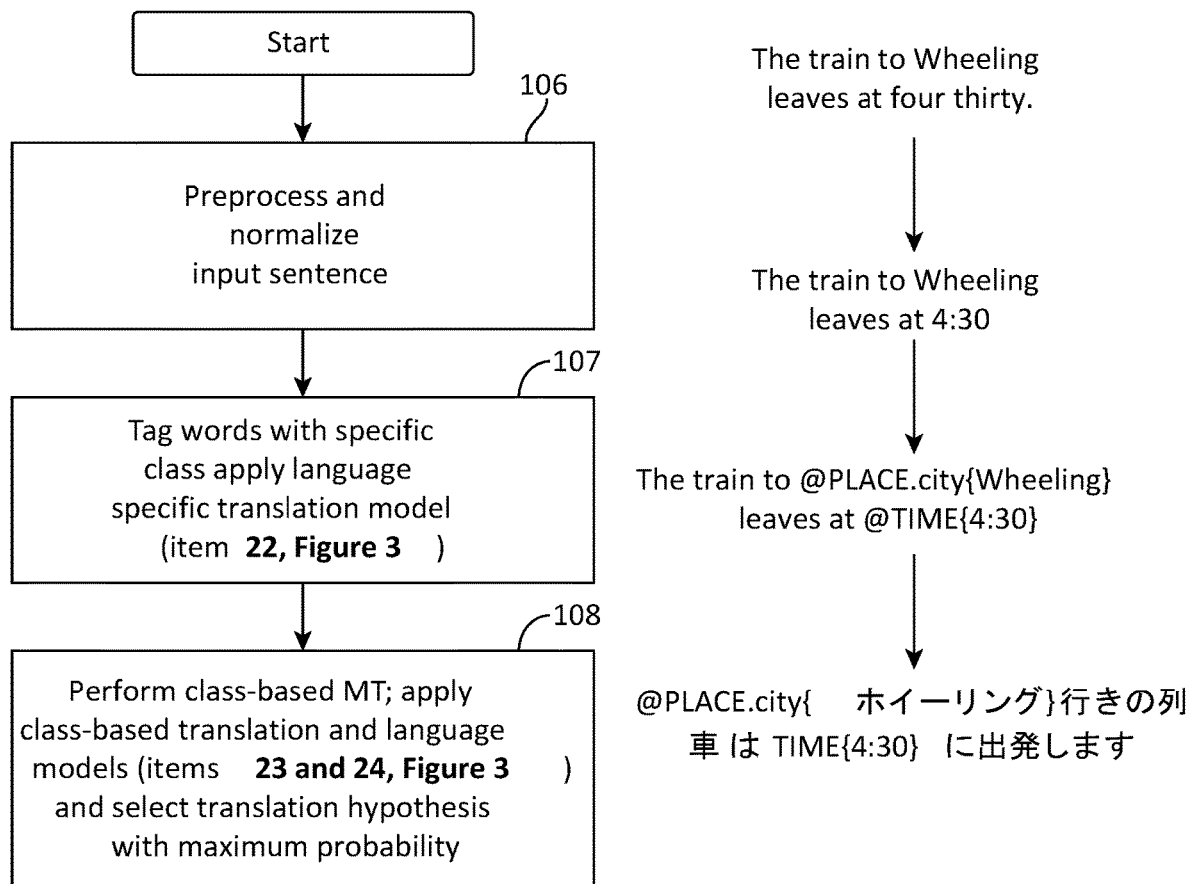 Start
106
Preprocess and
normalize
input sentence
107
Tag words with specific
class apply language
specific translation model
(item 22, Figure 3 )
108
Perform class-based MT; apply
class-based translation and language
models (items 23 and 24, Figure 3 )
and select translation hypothesis
with maximum probability
The train to Wheeling
leaves at four thirty.
The train to Wheeling
leaves at 4:30
The train to @PLACE.city{Wheeling}
leaves at @TIME{4:30}
@PLACE.city{ ホイーリング}行きの列
車 は TIME{4:30} に出発します